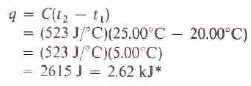 q = C(t₂ − t₁)
= (523 J/°C)(25.00°C − 20.00°C)
= (523 J/°C)(5.00°C)
= 2615 J = 2.62 kJ*